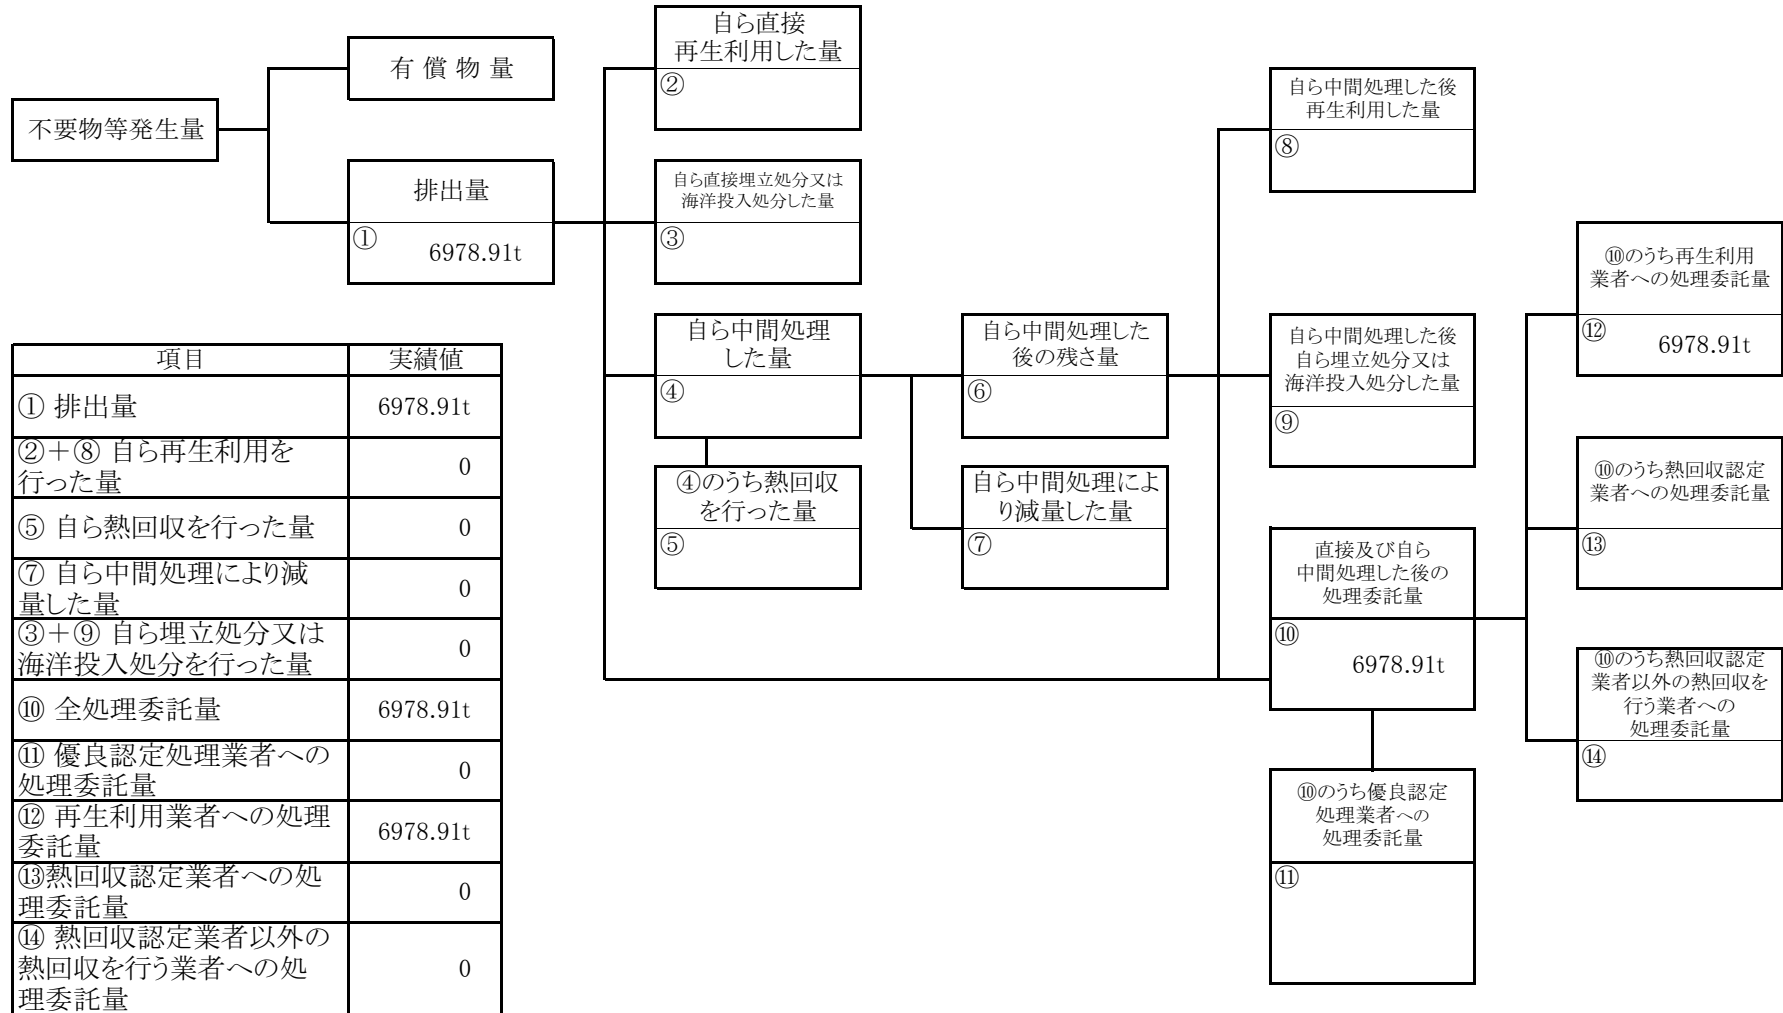 不要物等発生量
有 償 物 量
排出量
①
6978.91t
自ら直接
再生利用した量
②
自ら直接埋立処分又は
海洋投入処分した量
③
自ら中間処理
した量
④
④のうち熱回収
を行った量
⑤
自ら中間処理した
後の残さ量
⑥
自ら中間処理によ
り減量した量
⑦
自ら中間処理した後
再生利用した量
⑧
自ら中間処理した後
自ら埋立処分又は
海洋投入処分した量
⑨
直接及び自ら
中間処理した後の
処理委託量
⑩
6978.91t
⑩のうち優良認定
処理業者への
処理委託量
⑪
⑩のうち再生利用
業者への処理委託量
⑫
6978.91t
⑩のうち熱回収認定
業者への処理委託量
⑬
⑩のうち熱回収認定
業者以外の熱回収を
行う業者への
処理委託量
⑭
項目 実績値
① 排出量 6978.91t
②＋⑧ 自ら再生利用を
行った量 0
⑤ 自ら熱回収を行った量 0
⑦ 自ら中間処理により減
量した量 0
③＋⑨ 自ら埋立処分又は
海洋投入処分を行った量 0
⑩ 全処理委託量 6978.91t
⑪ 優良認定処理業者への
処理委託量 0
⑫ 再生利用業者への処理
委託量 6978.91t
⑬熱回収認定業者への処
理委託量 0
⑭ 熱回収認定業者以外の
熱回収を行う業者への処
理委託量 0